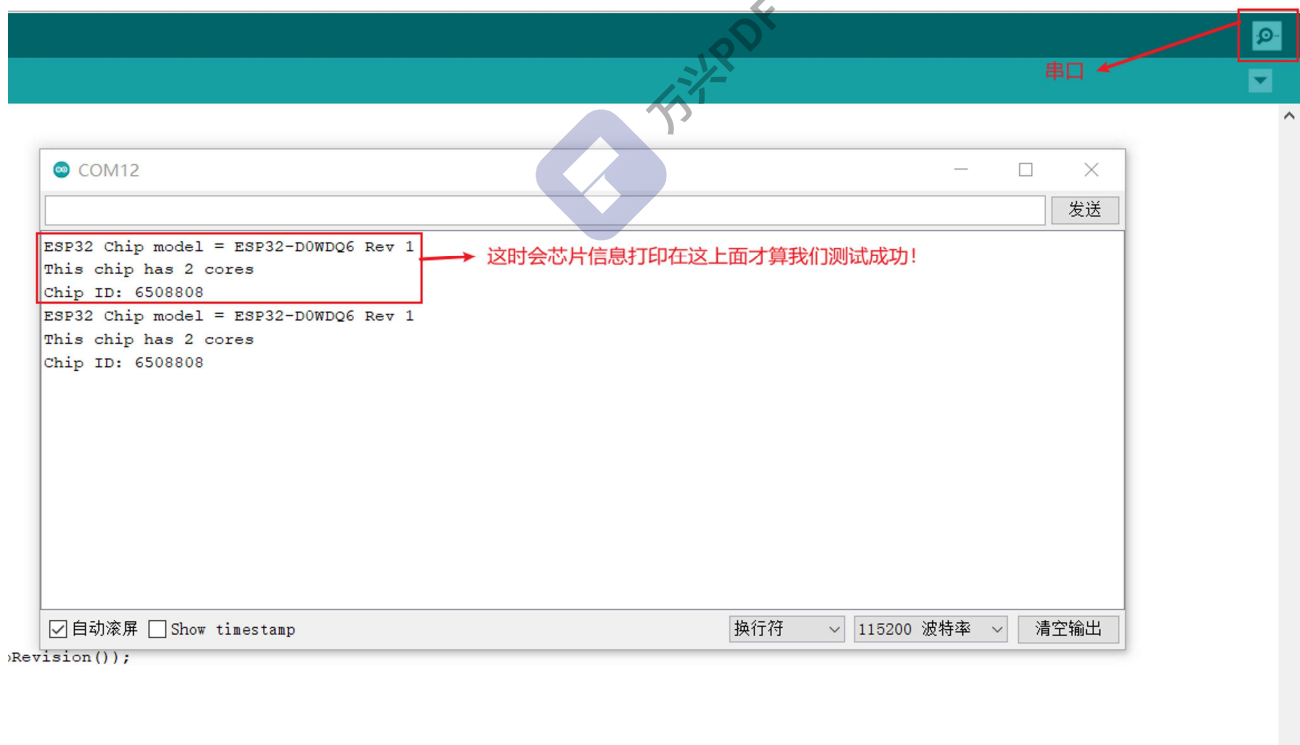 万兴PDF
串口
COM12
发送
ESP32 Chip model = ESP32-D0WDQ6 Rev 1
这时会芯片信息打印在这上面才算我们测试成功！
This chip has 2 cores
Chip ID: 6508808
ESP32 Chip model = ESP32-D0WDQ6 Rev 1
This chip has 2 cores
Chip ID: 6508808
自动滚屏 Show timestamp 换行符 115200 波特率 清空输出
pRevision());